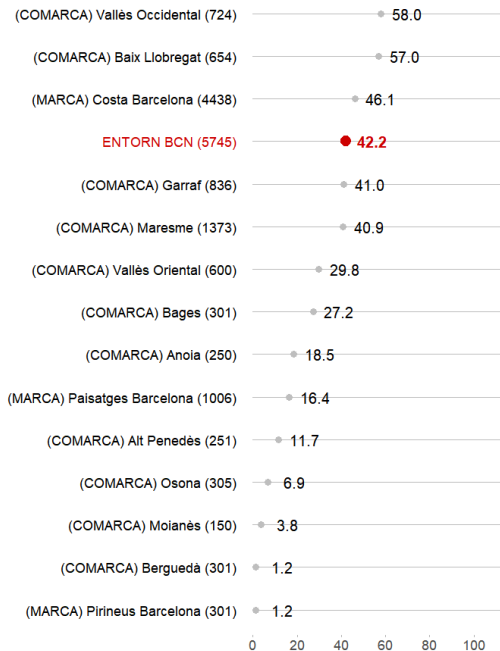 (COMARCA) Vallès Occidental (724) 58.0
(COMARCA) Baix Llobregat (654) 57.0
(MARCA) Costa Barcelona (4438) 46.1
ENTORN BCN (5745) 42.2
(COMARCA) Garraf (836) 41.0
(COMARCA) Maresme (1373) 40.9
(COMARCA) Vallès Oriental (600) 29.8
(COMARCA) Bages (301) 27.2
(COMARCA) Anoia (250) 18.5
(MARCA) Paisatges Barcelona (1006) 16.4
(COMARCA) Alt Penedès (251) 11.7
(COMARCA) Osona (305) 6.9
(COMARCA) Moianès (150) 3.8
(COMARCA) Berguedà (301) 1.2
(MARCA) Pirineus Barcelona (301) 1.2
0 20 40 60 80 100